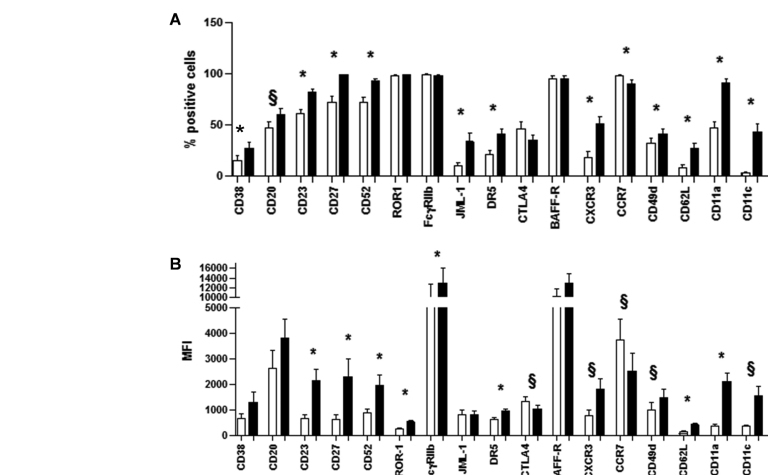 A
150
100
50
0
% positive cells
* § * * * * * * * * * * *
CD38 CD20 CD23 CD27 CD52 ROR1 FcγRIIb JML-1 DR5 CTLA4 BAFF-R CXCR3 CCR7 CD49d CD62L CD11a CD11c
B
16000
14000
12000
10000
5000
4000
3000
2000
1000
0
MFI
* * * * * * § § § § * * §
CD38 CD20 CD23 CD27 CD52 ROR-1 cγRIIb JML-1 DR5 CTLA4 BAFF-R CXCR3 CCR7 CD49d CD62L CD11a CD11c